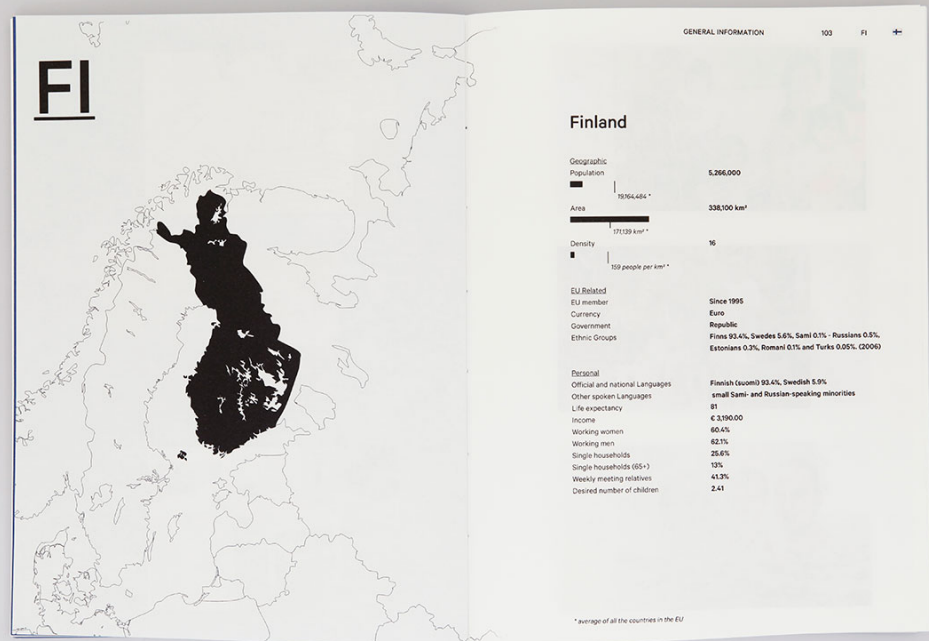 FI
GENERAL INFORMATION 103 FI
Finland
Geographic
Population 5,266,000
19,164,484 *
Area 338,100 km²
171,139 km² *
Density 16
159 people per km² *
EU Related
EU member Since 1995
Currency Euro
Government Republic
Ethnic Groups Finns 93.4%, Swedes 5.6%, Sami 0.1% - Russians 0.5%,
Estonians 0.3%, Romani 0.1% and Turks 0.05%. (2006)
Personal
Official and national Languages Finnish (suomi) 93.4%, Swedish 5.9%
Other spoken Languages small Sami- and Russian-speaking minorities
Life expectancy 81
Income € 3,190.00
Working women 60.4%
Working men 62.1%
Single households 25.6%
Single households (65+) 13%
Weekly meeting relatives 41.3%
Desired number of children 2.41
* average of all the countries in the EU